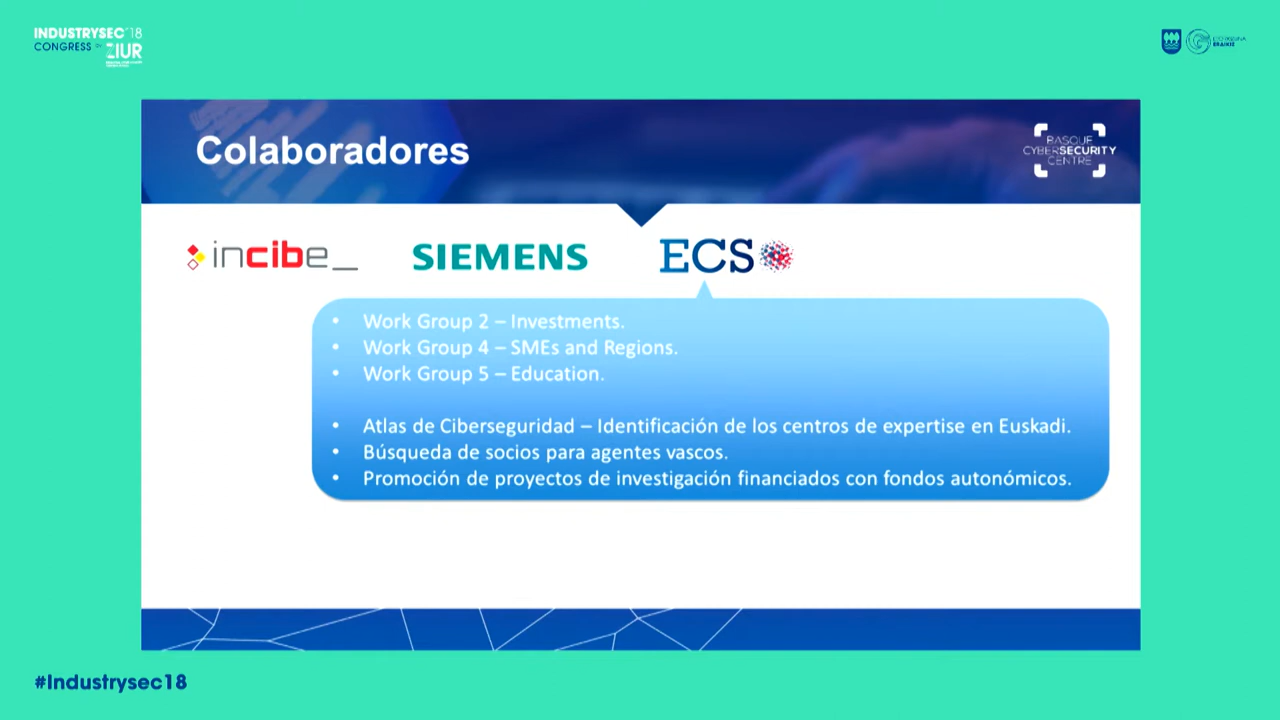 INDUSTRYSEC'18
CONGRESS BY ZIUR
Colaboradores
BASQUE
CYBERSECURITY
CENTRE
incibe_
SIEMENS
ECS
• Work Group 2 – Investments.
• Work Group 4 – SMEs and Regions.
• Work Group 5 – Education.
• Atlas de Ciberseguridad – Identificación de los centros de expertise en Euskadi.
• Búsqueda de socios para agentes vascos.
• Promoción de proyectos de investigación financiados con fondos autonómicos.
#Industrysec18